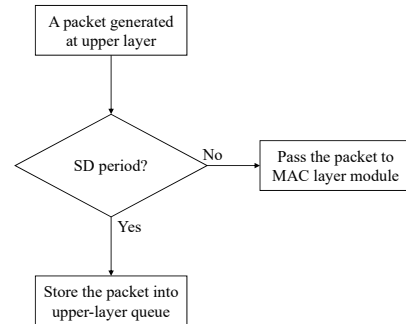 A packet generated
at upper layer
SD period?
No
Pass the packet to
MAC layer module
Yes
Store the packet into
upper-layer queue